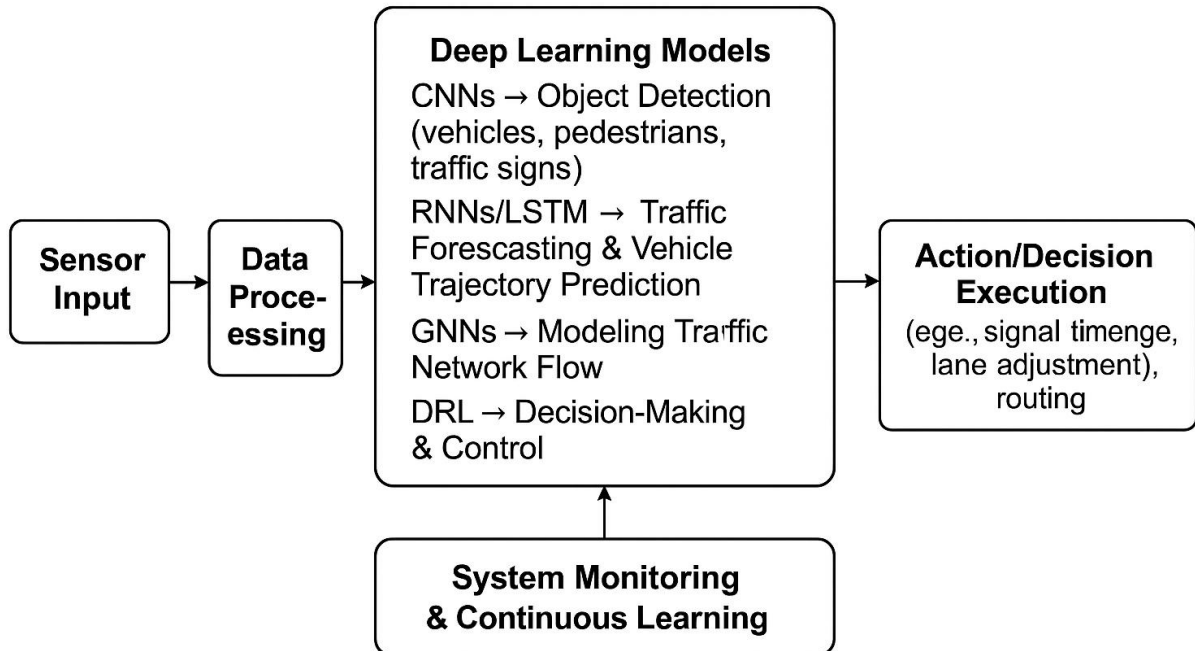 Sensor
Input
Data
Proce-
essing
Deep Learning Models
CNNs → Object Detection
(vehicles, pedestrians,
traffic signs)
RNNs/LSTM → Traffic
Forescasting & Vehicle
Trajectory Prediction
GNNs → Modeling Traffic
Network Flow
DRL → Decision-Making
& Control
Action/Decision
Execution
(ege., signal timenge,
lane adjustment),
routing
System Monitoring
& Continuous Learning